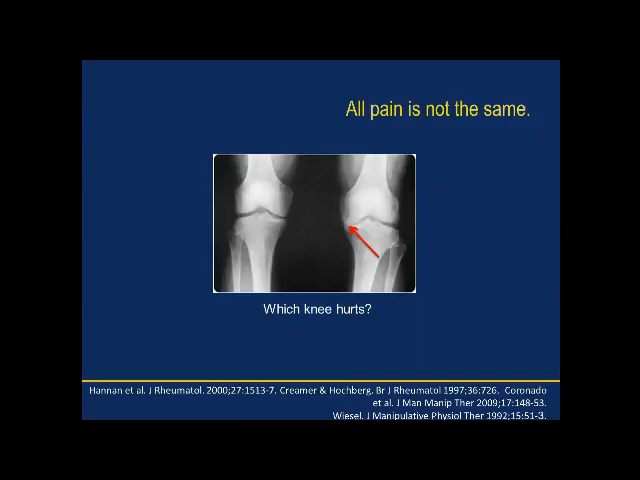 All pain is not the same.
Which knee hurts?
Hannan et al. J Rheumatol. 2000;27:1513-7. Creamer & Hochberg. Br J Rheumatol 1997;36:726. Coronado
et al. J Man Manip Ther 2009;17:148-53.
Wiesel. J Manipulative Physiol Ther 1992;15:51-3.